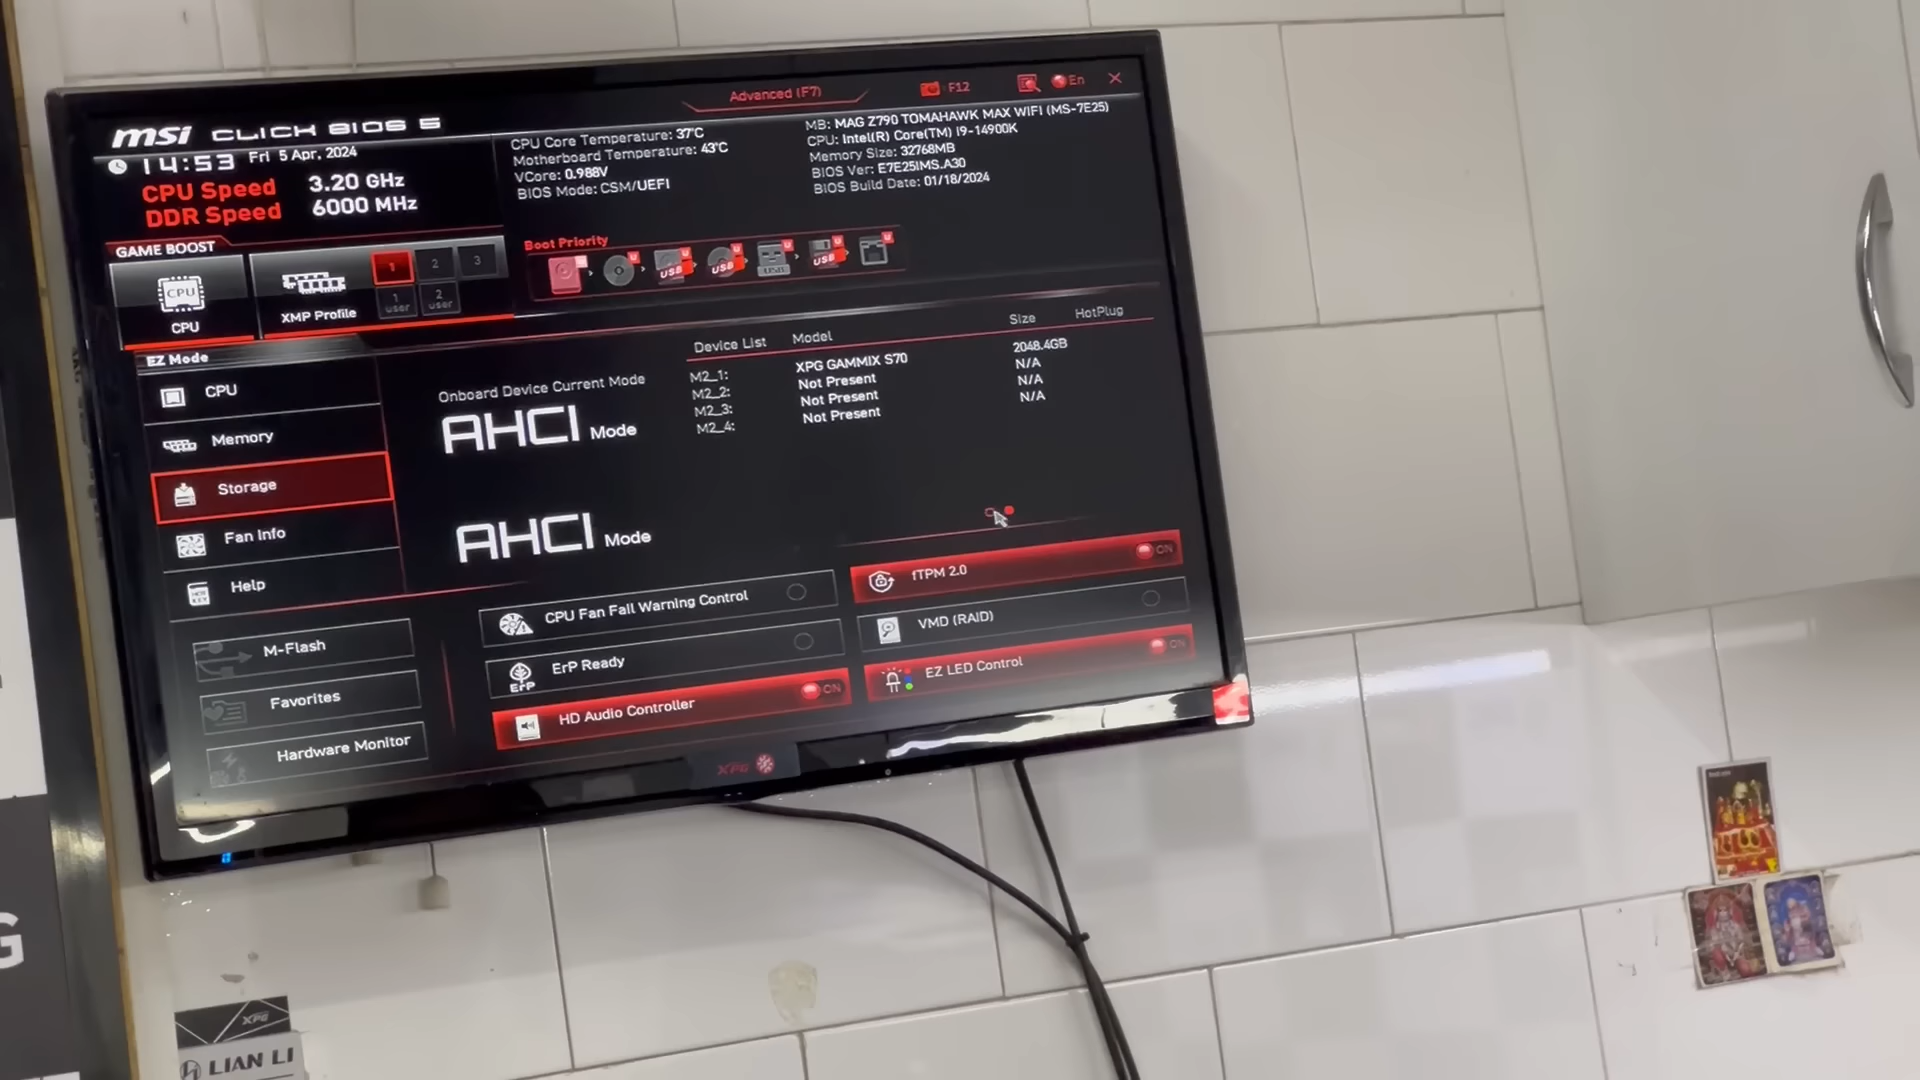 Advanced (F7)
F12
En
X
msi CLICK BIOS 5
14:53 Fri 5 Apr, 2024
CPU Speed 3.20 GHz
DDR Speed 6000 MHz
CPU Core Temperature: 37°C
Motherboard Temperature: 43°C
VCore: 0.988V
BIOS Mode: CSM/UEFI
MB: MAG Z790 TOMAHAWK MAX WIFI (MS-7E25)
CPU: Intel(R) Core(TM) i9-14900K
Memory Size: 32768MB
BIOS Ver: E7E25IMS.A30
BIOS Build Date: 01/18/2024
GAME BOOST
CPU
CPU
XMP Profile
1 2 3
1 user 2 user
Boot Priority
U U U U U U
USB USB USB USB
EZ Mode
CPU
Memory
Storage
Fan Info
Help
M-Flash
Favorites
Hardware Monitor
Onboard Device Current Mode
AHCI Mode
AHCI Mode
Device List Model Size HotPlug
M2_1: XPG GAMMIX S70 2048.4GB
M2_2: Not Present N/A
M2_3: Not Present N/A
M2_4: Not Present N/A
CPU Fan Fail Warning Control
ErP Ready
ErP
HD Audio Controller ON
fTPM 2.0 ON
VMD (RAID)
EZ LED Control ON
XPG
G
XPG
LIAN LI